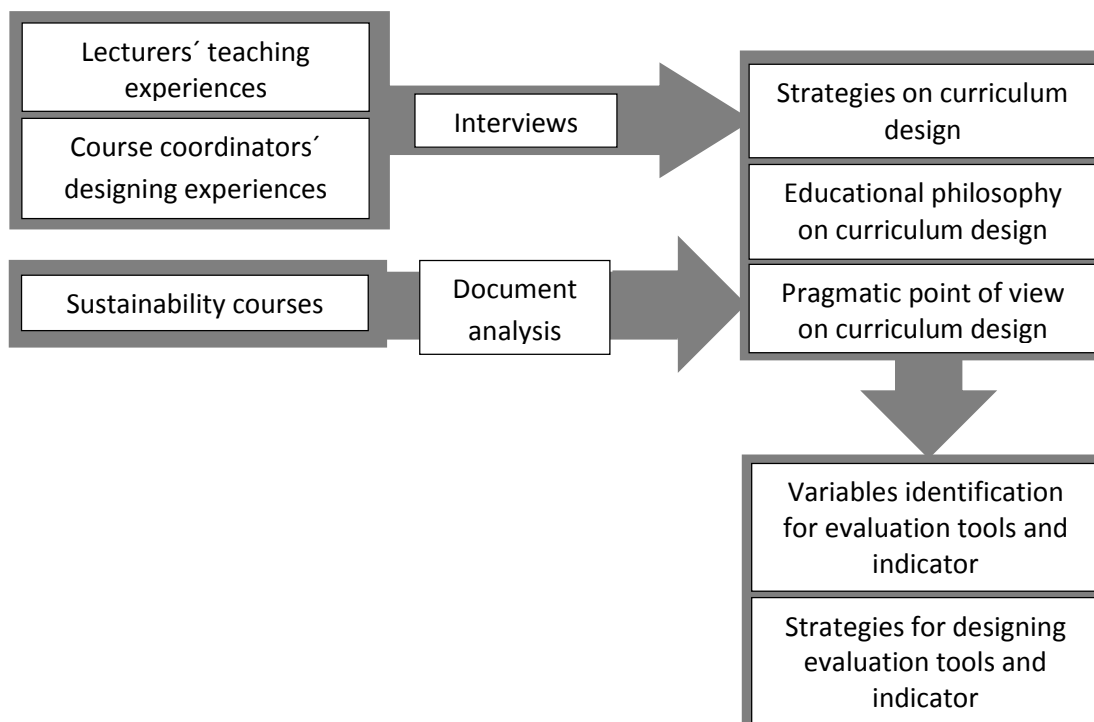 Lecturers´ teaching
experiences
Course coordinators´
designing experiences
Interviews
Sustainability courses
Document
analysis
Strategies on curriculum
design
Educational philosophy
on curriculum design
Pragmatic point of view
on curriculum design
Variables identification
for evaluation tools and
indicator
Strategies for designing
evaluation tools and
indicator